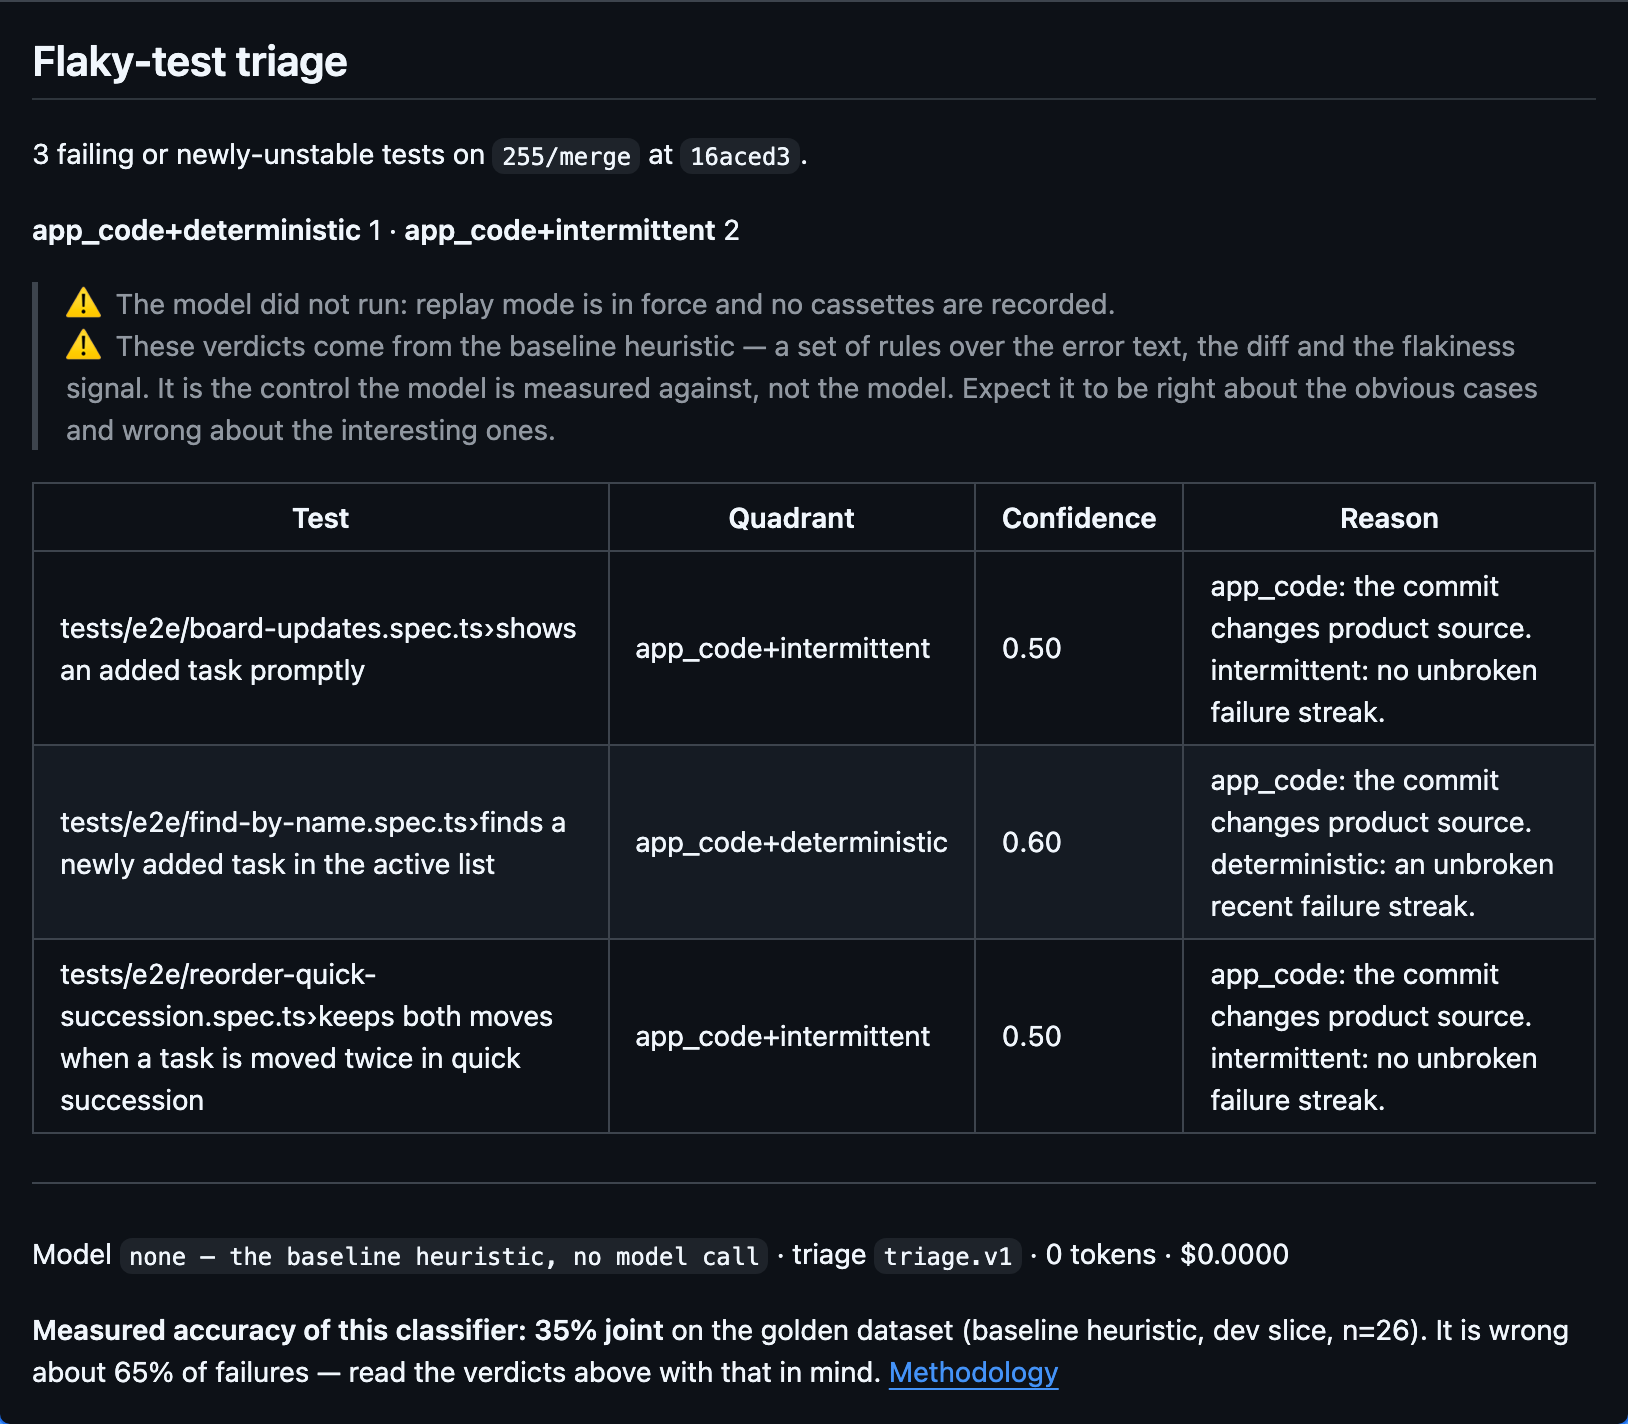 Flaky-test triage
3 failing or newly-unstable tests on 255/merge at 16aced3.
app_code+deterministic 1 · app_code+intermittent 2
⚠️ The model did not run: replay mode is in force and no cassettes are recorded.
⚠️ These verdicts come from the baseline heuristic — a set of rules over the error text, the diff and the flakiness
signal. It is the control the model is measured against, not the model. Expect it to be right about the obvious cases
and wrong about the interesting ones.
Test Quadrant Confidence Reason
tests/e2e/board-updates.spec.ts›shows
an added task promptly
app_code+intermittent
0.50
app_code: the commit
changes product source.
intermittent: no unbroken
failure streak.
tests/e2e/find-by-name.spec.ts›finds a
newly added task in the active list
app_code+deterministic
0.60
app_code: the commit
changes product source.
deterministic: an unbroken
recent failure streak.
tests/e2e/reorder-quick-
succession.spec.ts›keeps both moves
when a task is moved twice in quick
succession
app_code+intermittent
0.50
app_code: the commit
changes product source.
intermittent: no unbroken
failure streak.
Model none — the baseline heuristic, no model call · triage triage.v1 · 0 tokens · $0.0000
Measured accuracy of this classifier: 35% joint on the golden dataset (baseline heuristic, dev slice, n=26). It is wrong
about 65% of failures — read the verdicts above with that in mind. Methodology